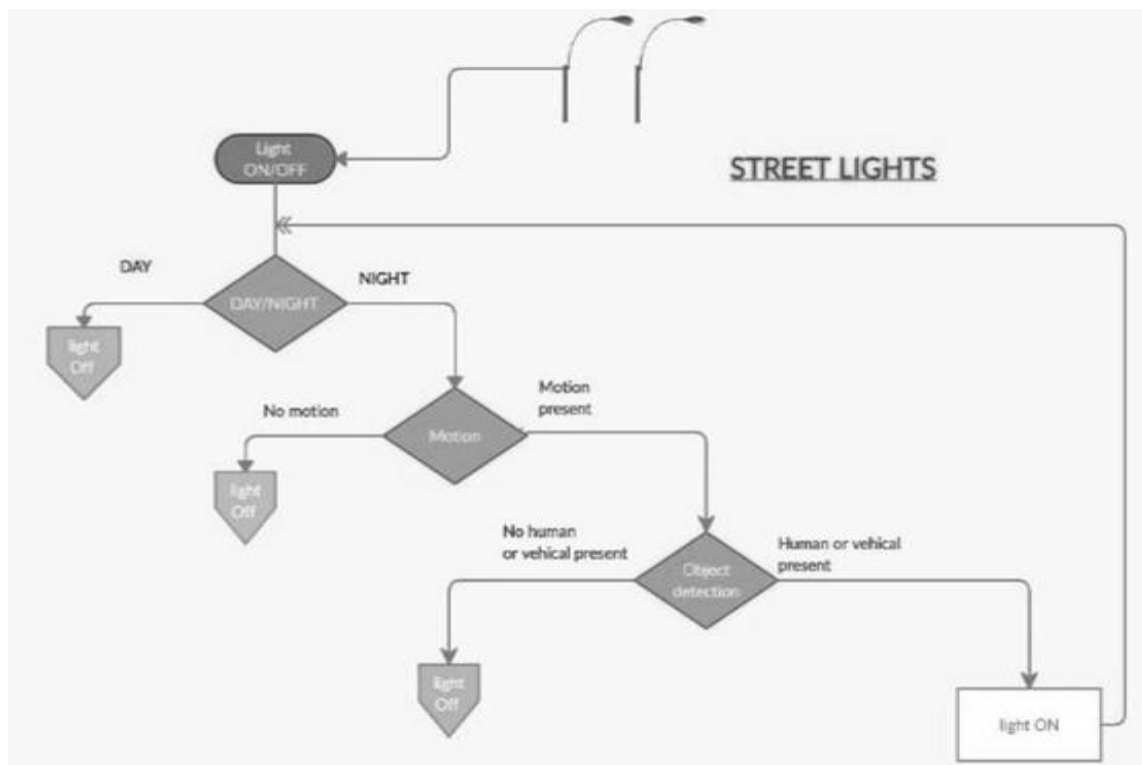 Light
ON/OFF
STREET LIGHTS
DAY
NIGHT
DAY/NIGHT
light
Off
No motion
Motion
present
Motion
light
Off
No human
or vehical present
Human or vehical
present
Object
detection
light
Off
light ON